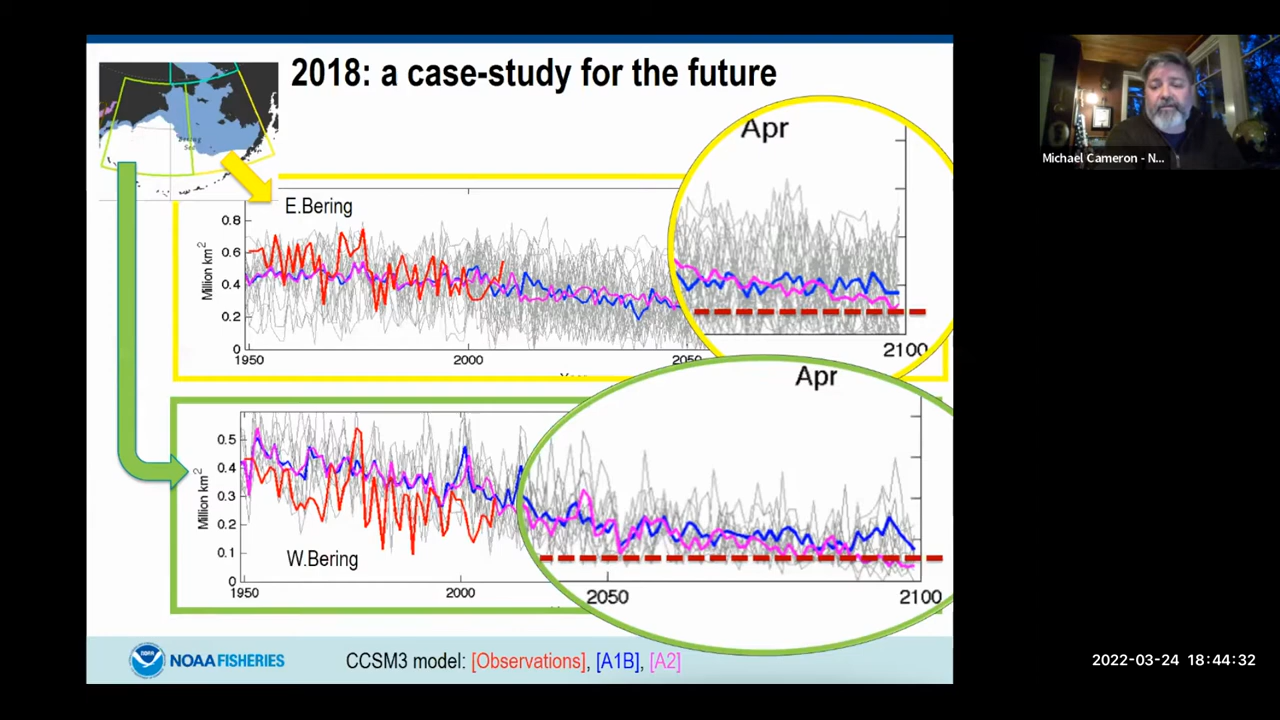 2018: a case-study for the future
Bering
Sea
Apr
E.Bering
Million km2
0.8
0.6
0.4
0.2
0
1950
2000
2050
2100
Apr
W.Bering
Million km2
0.5
0.4
0.3
0.2
0.1
0
1950
2000
2050
2100
NOAA
NOAA FISHERIES
CCSM3 model: [Observations], [A1B], [A2]
Michael Cameron - N...
2022-03-24 18:44:32